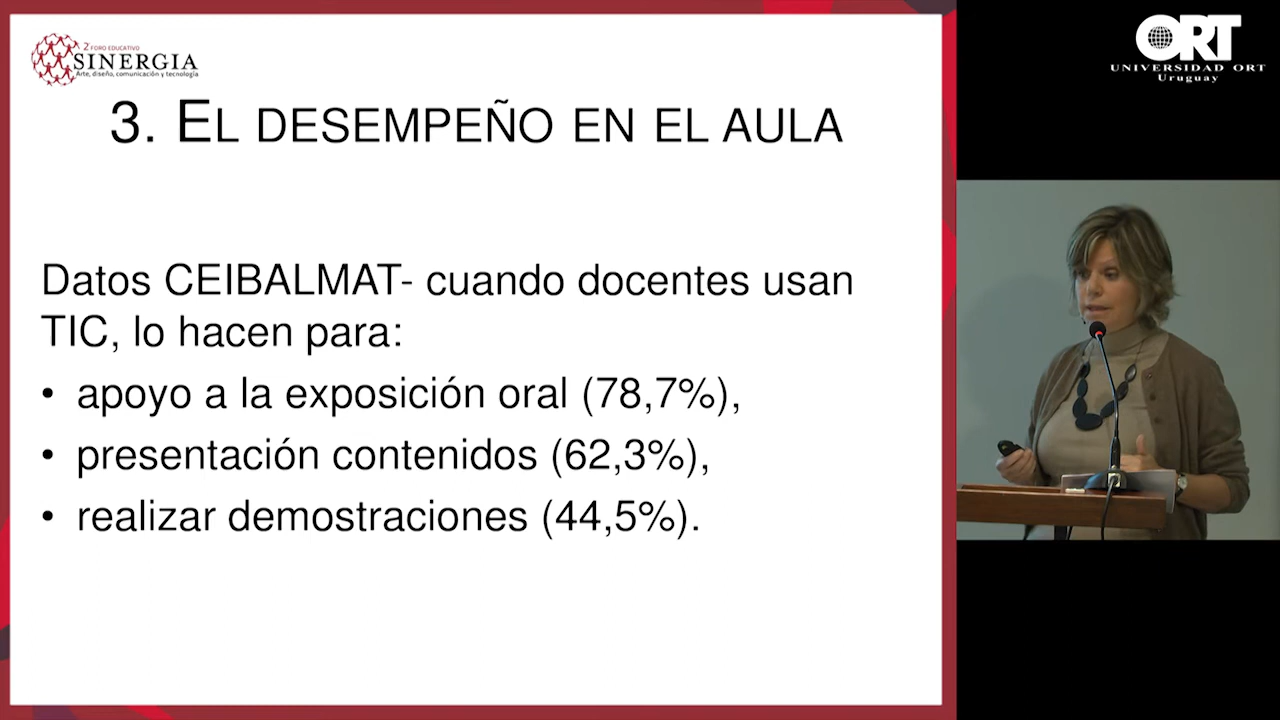 2 FORO EDUCATIVO
SINERGIA
Arte, diseño, comunicación y tecnología
ORT
UNIVERSIDAD ORT
Uruguay
3. EL DESEMPEÑO EN EL AULA
Datos CEIBALMAT- cuando docentes usan
TIC, lo hacen para:
• apoyo a la exposición oral (78,7%),
• presentación contenidos (62,3%),
• realizar demostraciones (44,5%).